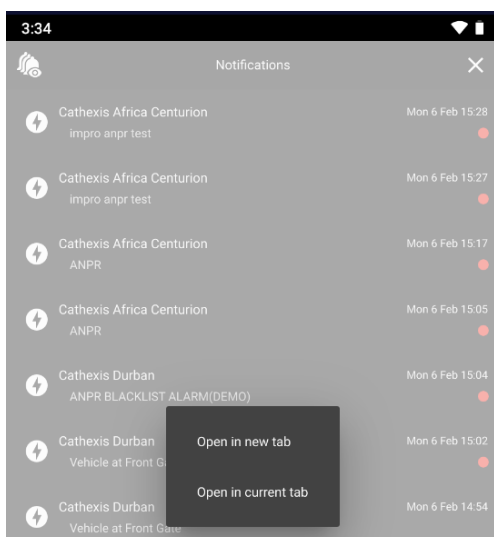 3:34
Notifications
Cathexis Africa Centurion Mon 6 Feb 15:28
impro anpr test
Cathexis Africa Centurion Mon 6 Feb 15:27
impro anpr test
Cathexis Africa Centurion Mon 6 Feb 15:17
ANPR
Cathexis Africa Centurion Mon 6 Feb 15:05
ANPR
Cathexis Durban Mon 6 Feb 15:04
ANPR BLACKLIST ALARM(DEMO)
Cathexis Durban Mon 6 Feb 15:02
Vehicle at Front G
Open in new tab
Open in current tab
Cathexis Durban Mon 6 Feb 14:54
Vehicle at Front Gate